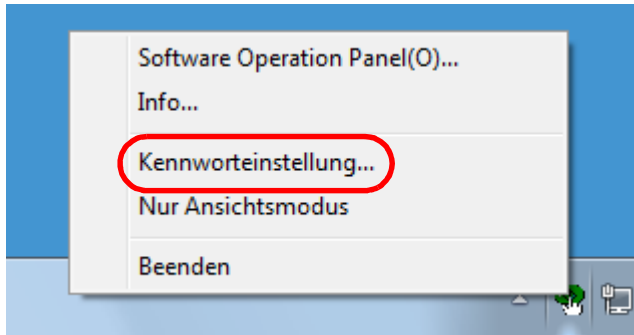 Software Operation Panel(O)...
Info...
Kennworteinstellung...
Nur Ansichtsmodus
Beenden